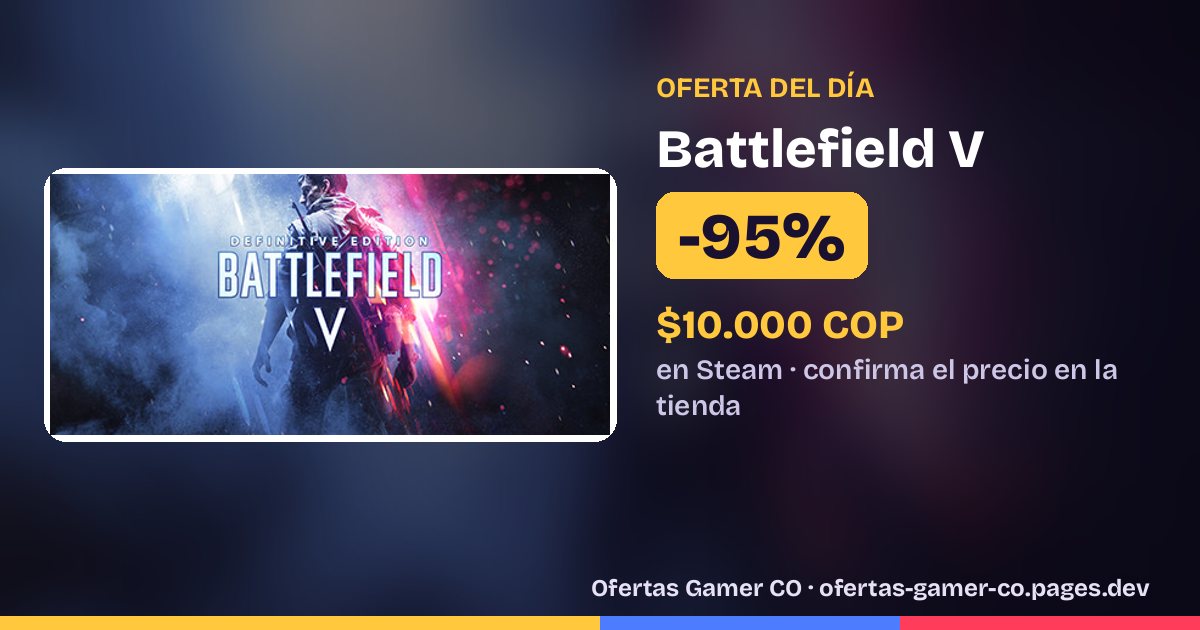 OFERTA DEL DÍA
Battlefield V
-95%
$10.000 COP
en Steam · confirma el precio en la
tienda
DEFINITIVE EDITION
BATTLEFIELD
V
Ofertas Gamer CO · ofertas-gamer-co.pages.dev